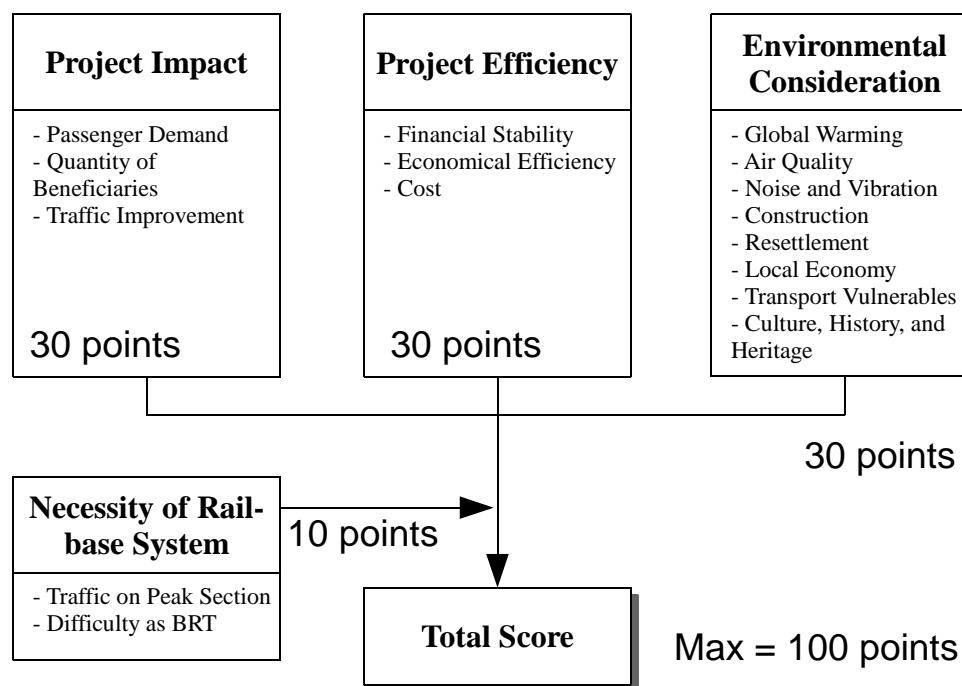 Project Impact
- Passenger Demand
- Quantity of
Beneficiaries
- Traffic Improvement
30 points
Project Efficiency
- Financial Stability
- Economical Efficiency
- Cost
30 points
Environmental
Consideration
- Global Warming
- Air Quality
- Noise and Vibration
- Construction
- Resettlement
- Local Economy
- Transport Vulnerables
- Culture, History, and
Heritage
30 points
Necessity of Rail-
base System
- Traffic on Peak Section
- Difficulty as BRT
10 points
Total Score
Max = 100 points